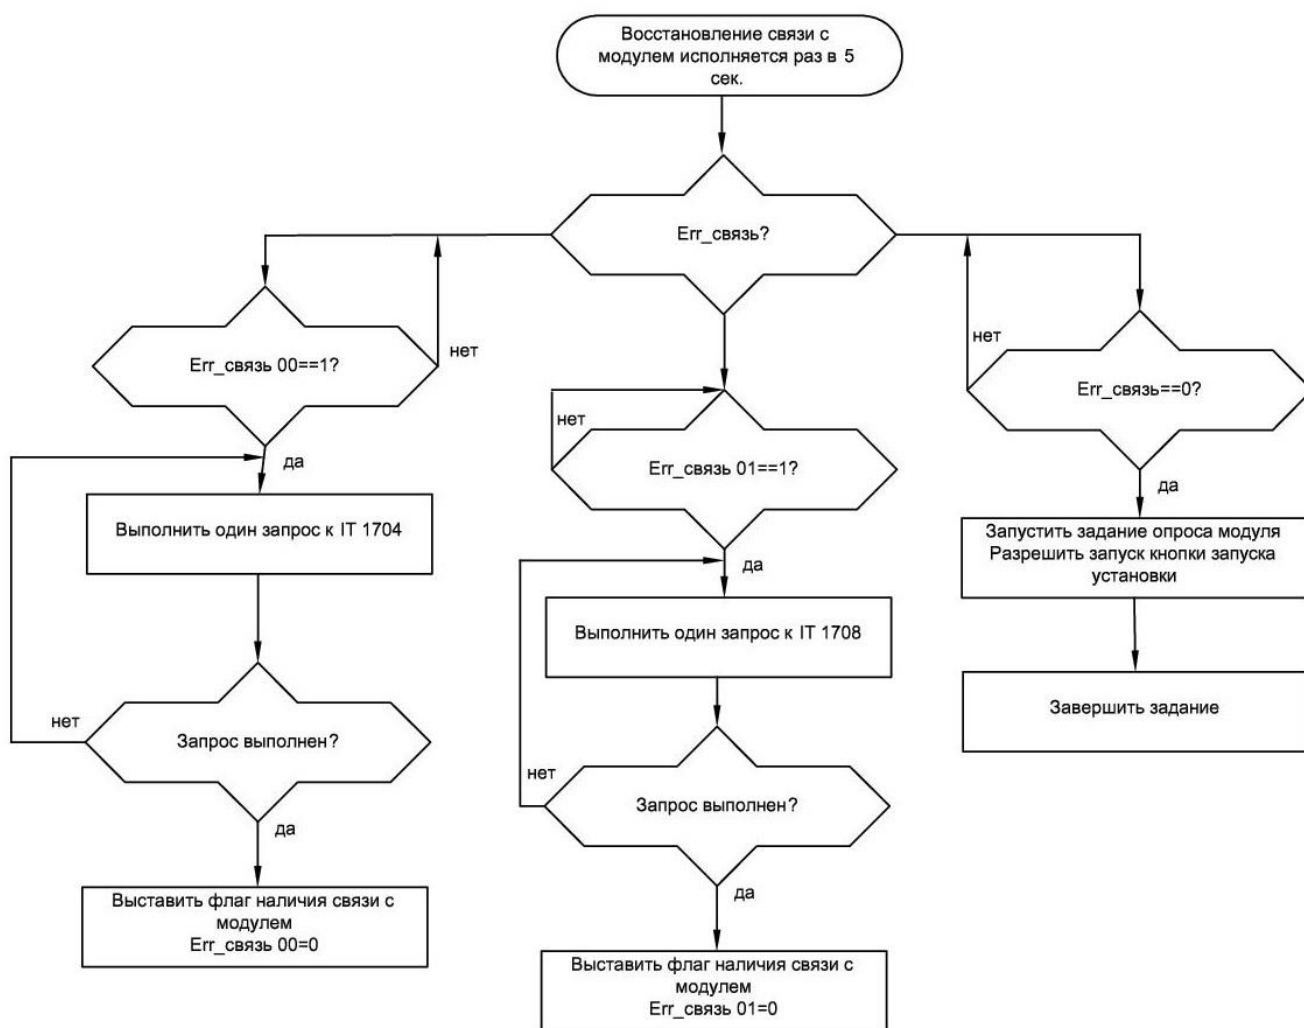 Восстановление связи с
модулем исполняется раз в 5
сек.
Err_связь?
Err_связь 00==1?
нет
да
Выполнить один запрос к IT 1704
Запрос выполнен?
нет
да
Выставить флаг наличия связи с
модулем
Err_связь 00=0
нет
Err_связь 01==1?
да
Выполнить один запрос к IT 1708
нет
Запрос выполнен?
да
Выставить флаг наличия связи с
модулем
Err_связь 01=0
нет
Err_связь==0?
да
Запустить задание опроса модуля
Разрешить запуск кнопки запуска
установки
Завершить задание